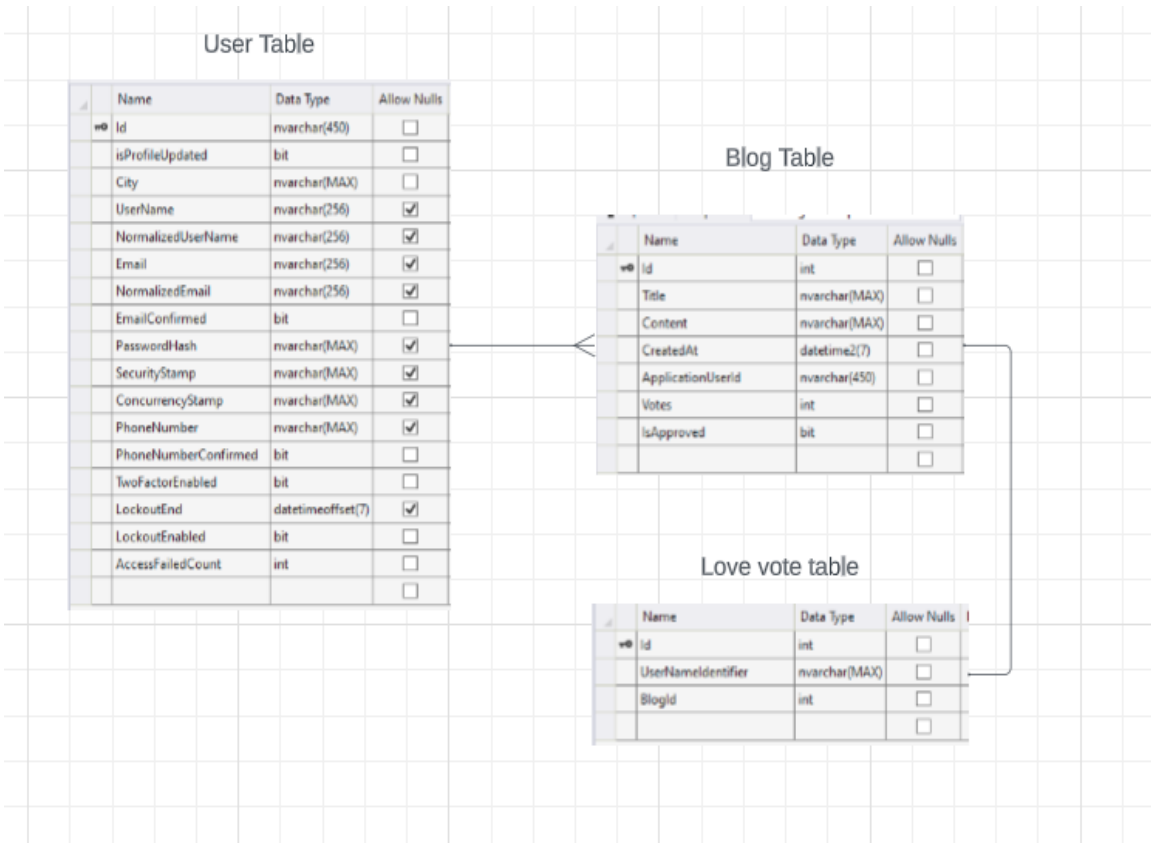 User Table
Name Data Type Allow Nulls
Id nvarchar(450)
isProfileUpdated bit
City nvarchar(MAX)
UserName nvarchar(256)
NormalizedUserName nvarchar(256)
Email nvarchar(256)
NormalizedEmail nvarchar(256)
EmailConfirmed bit
PasswordHash nvarchar(MAX)
SecurityStamp nvarchar(MAX)
ConcurrencyStamp nvarchar(MAX)
PhoneNumber nvarchar(MAX)
PhoneNumberConfirmed bit
TwoFactorEnabled bit
LockoutEnd datetimeoffset(7)
LockoutEnabled bit
AccessFailedCount int
Blog Table
Name Data Type Allow Nulls
Id int
Title nvarchar(MAX)
Content nvarchar(MAX)
CreatedAt datetime2(7)
ApplicationUserId nvarchar(450)
Votes int
IsApproved bit
Love vote table
Name Data Type Allow Nulls
Id int
UserNameIdentifier nvarchar(MAX)
BlogId int